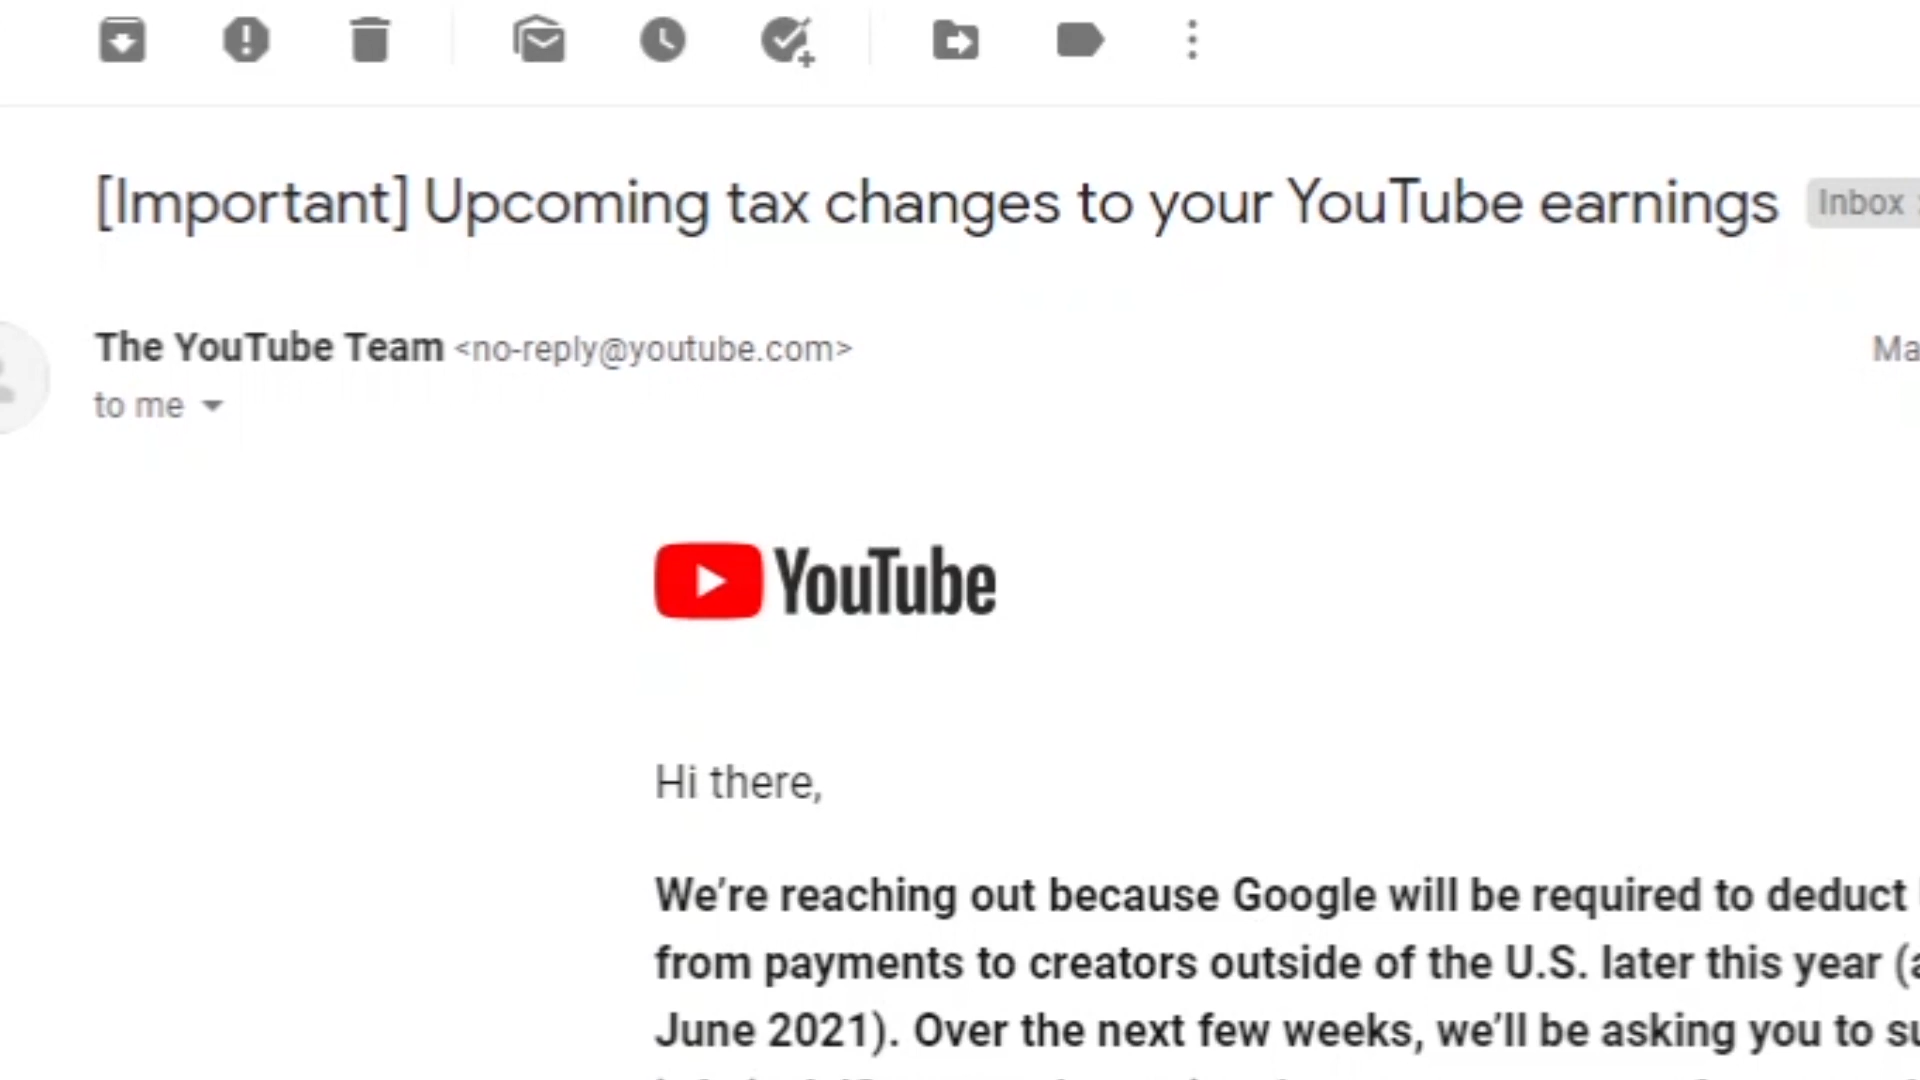 [Important] Upcoming tax changes to your YouTube earnings Inbox
The YouTube Team <no-reply@youtube.com>
to me
YouTube
Hi there,
We’re reaching out because Google will be required to deduct
from payments to creators outside of the U.S. later this year (
June 2021). Over the next few weeks, we’ll be asking you to